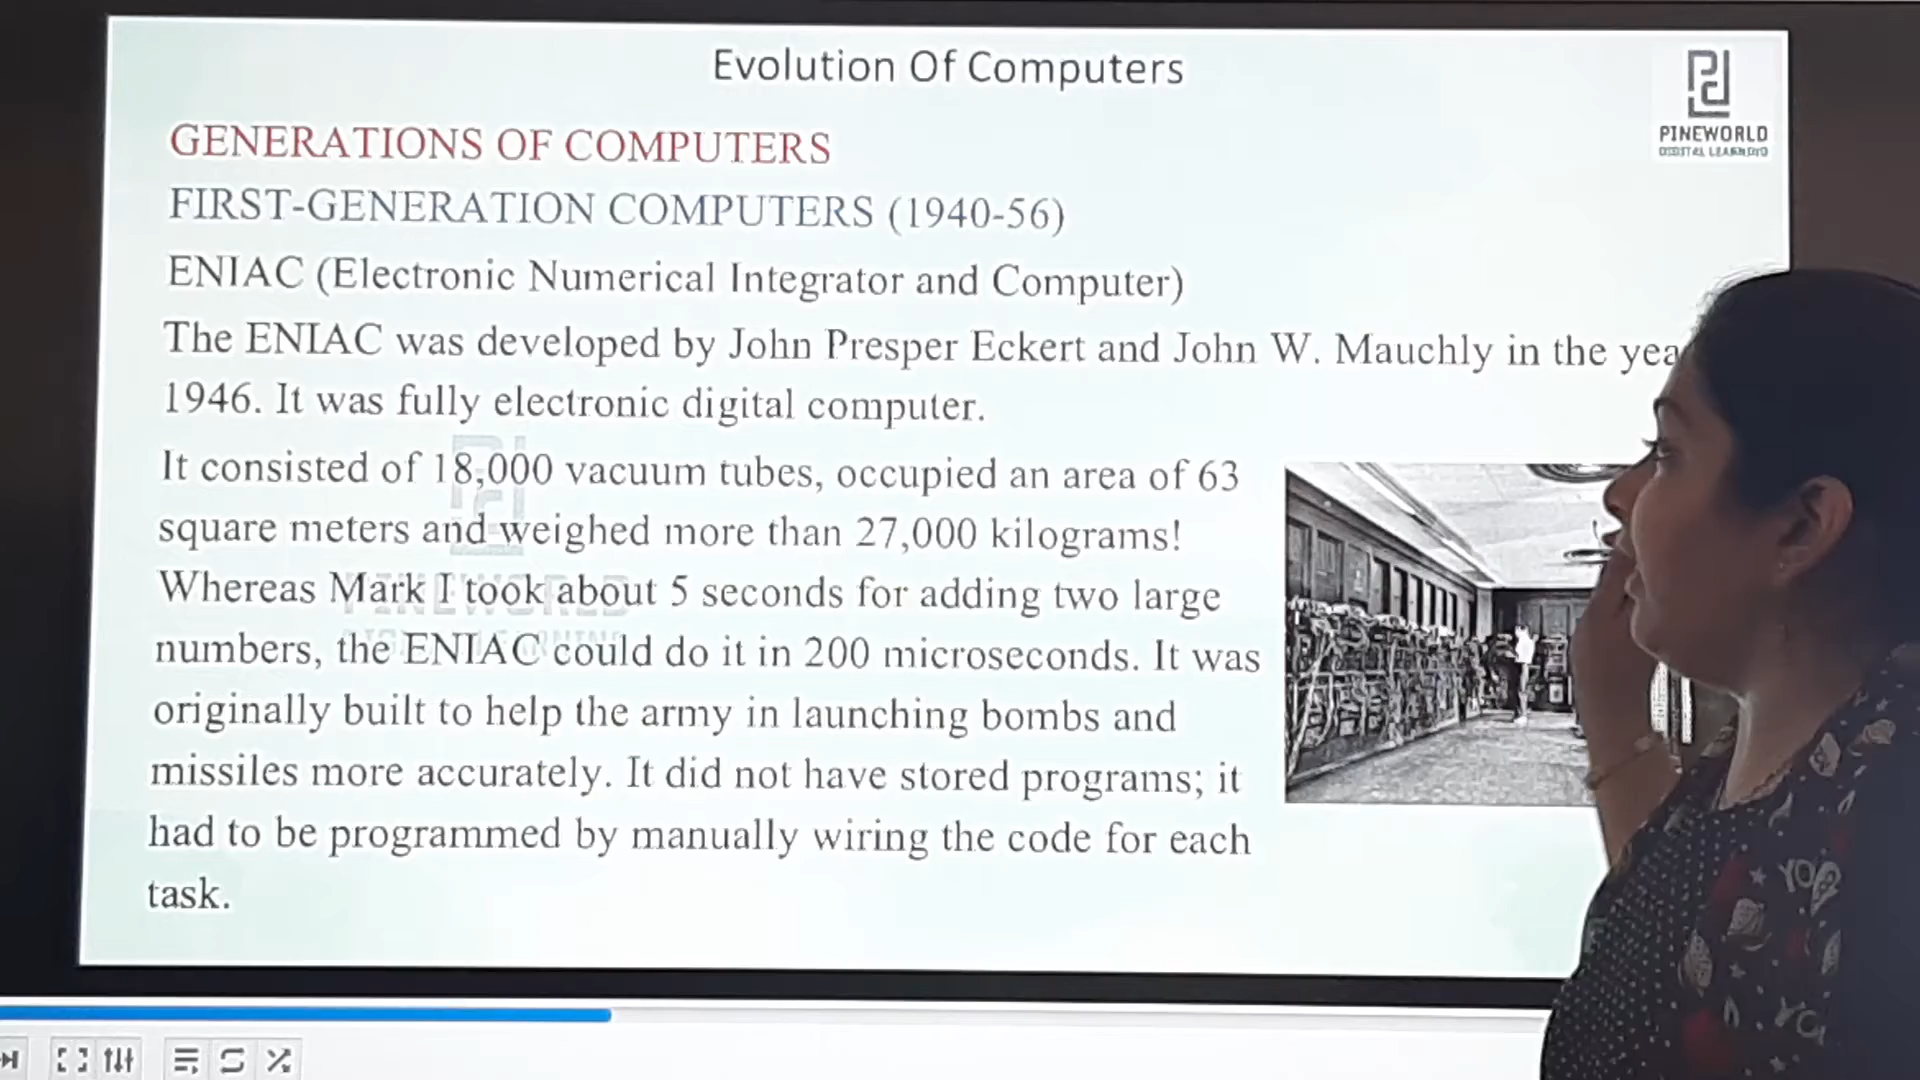 Evolution Of Computers
PINEWORLD
DIGITAL LEARNING
GENERATIONS OF COMPUTERS
FIRST-GENERATION COMPUTERS (1940-56)
ENIAC (Electronic Numerical Integrator and Computer)
The ENIAC was developed by John Presper Eckert and John W. Mauchly in the yea
1946. It was fully electronic digital computer.
It consisted of 18,000 vacuum tubes, occupied an area of 63
square meters and weighed more than 27,000 kilograms!
Whereas Mark I took about 5 seconds for adding two large
numbers, the ENIAC could do it in 200 microseconds. It was
originally built to help the army in launching bombs and
missiles more accurately. It did not have stored programs; it
had to be programmed by manually wiring the code for each
task.